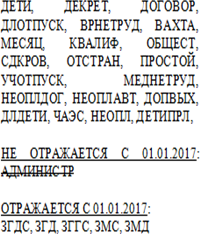 ДЕТИ, ДЕКРЕТ, ДОГОВОР,
ДЛОТПУСК, ВРНЕТРУД, ВАХТА,
МЕСЯЦ, КВАЛИФ, ОБЩЕСТ,
СДКРОВ, ОТСТРАН, ПРОСТОЙ,
УЧОТПУСК, МЕДНЕТРУД,
НЕОПЛДОГ, НЕОПЛАВТ, ДОПВЫХ,
ДЛДЕТИ, ЧАЭС, НЕОПЛ, ДЕТИПРЛ,
НЕ ОТРАЖАЕТСЯ С 01.01.2017:
АДМИНИСТР
ОТРАЖАЕТСЯ С 01.01.2017:
ЗГДС, ЗГД, ЗГГС, ЗМС, ЗМД